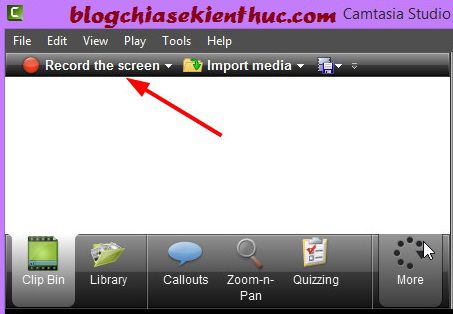 blogchiasekienthuc.com Camtasia Studio
File Edit View Play Tools Help
Record the screen Import media
Clip Bin Library Callouts Zoom-n- Quizzing More
Pan